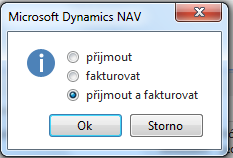 Microsoft Dynamics NAV
přijmout
fakturovat
přijmout a fakturovat
Ok Storno